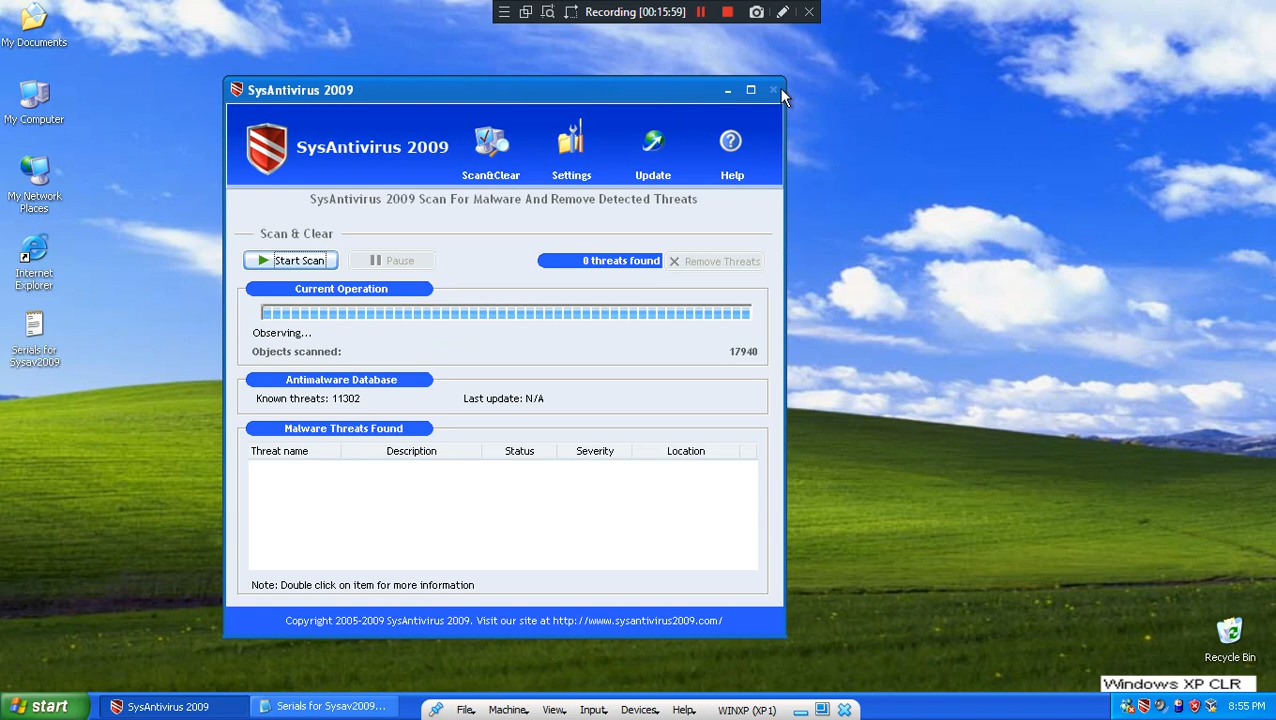 Recording [00:15:59]
My Documents
My Computer
My Network
Places
Internet
Explorer
Serials for
Sysav2009
SysAntivirus 2009
SysAntivirus 2009
Scan&Clear
Settings
Update
Help
SysAntivirus 2009 Scan For Malware And Remove Detected Threats
Scan & Clear
Start Scan
Pause
0 threats found
Remove Threats
Current Operation
Observing...
Objects scanned: 17940
Antimalware Database
Known threats: 11302 Last update: N/A
Malware Threats Found
Threat name Description Status Severity Location
Note: Double click on item for more information
Copyright 2005-2009 SysAntivirus 2009. Visit our site at http://www.sysantivirus2009.com/
Recycle Bin
Windows XP CLR
start
SysAntivirus 2009
Serials for Sysav2009...
File Machine View Input Devices Help WINXP (XP1)
8:55 PM